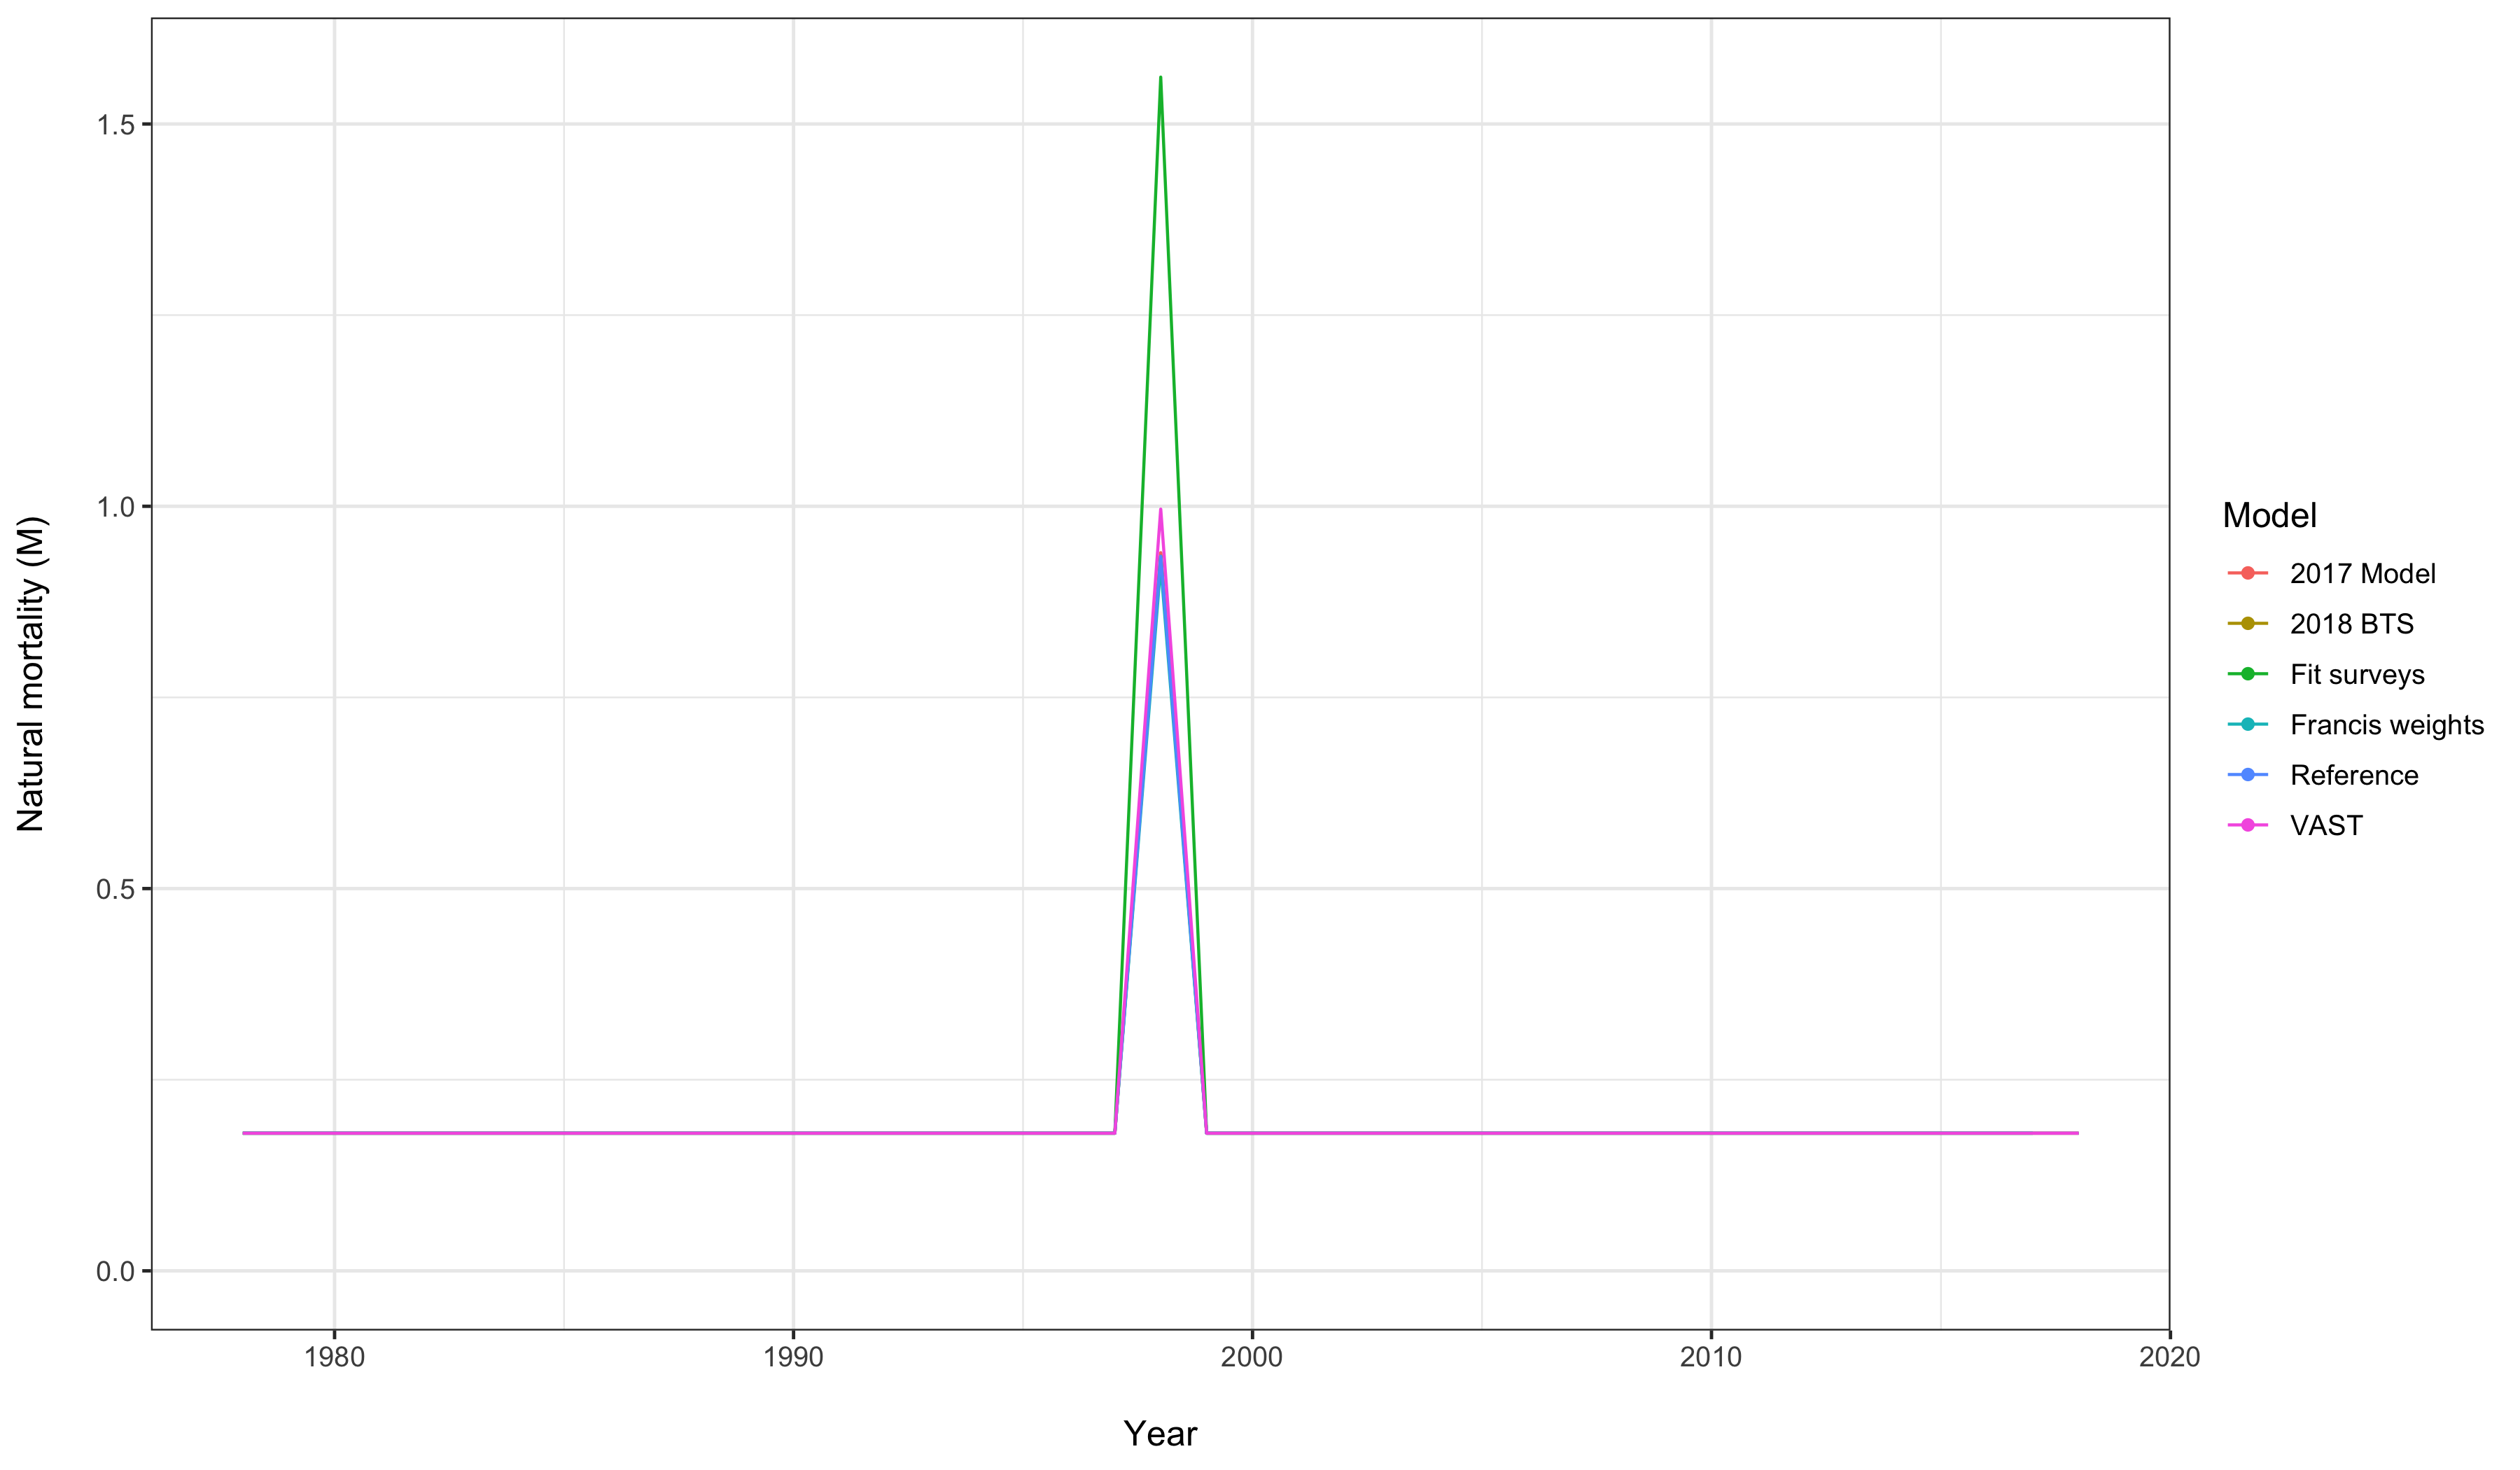 Natural mortality (M)
1.5
1.0
0.5
0.0
1980 1990 2000 2010 2020
Year
Model
2017 Model
2018 BTS
Fit surveys
Francis weights
Reference
VAST